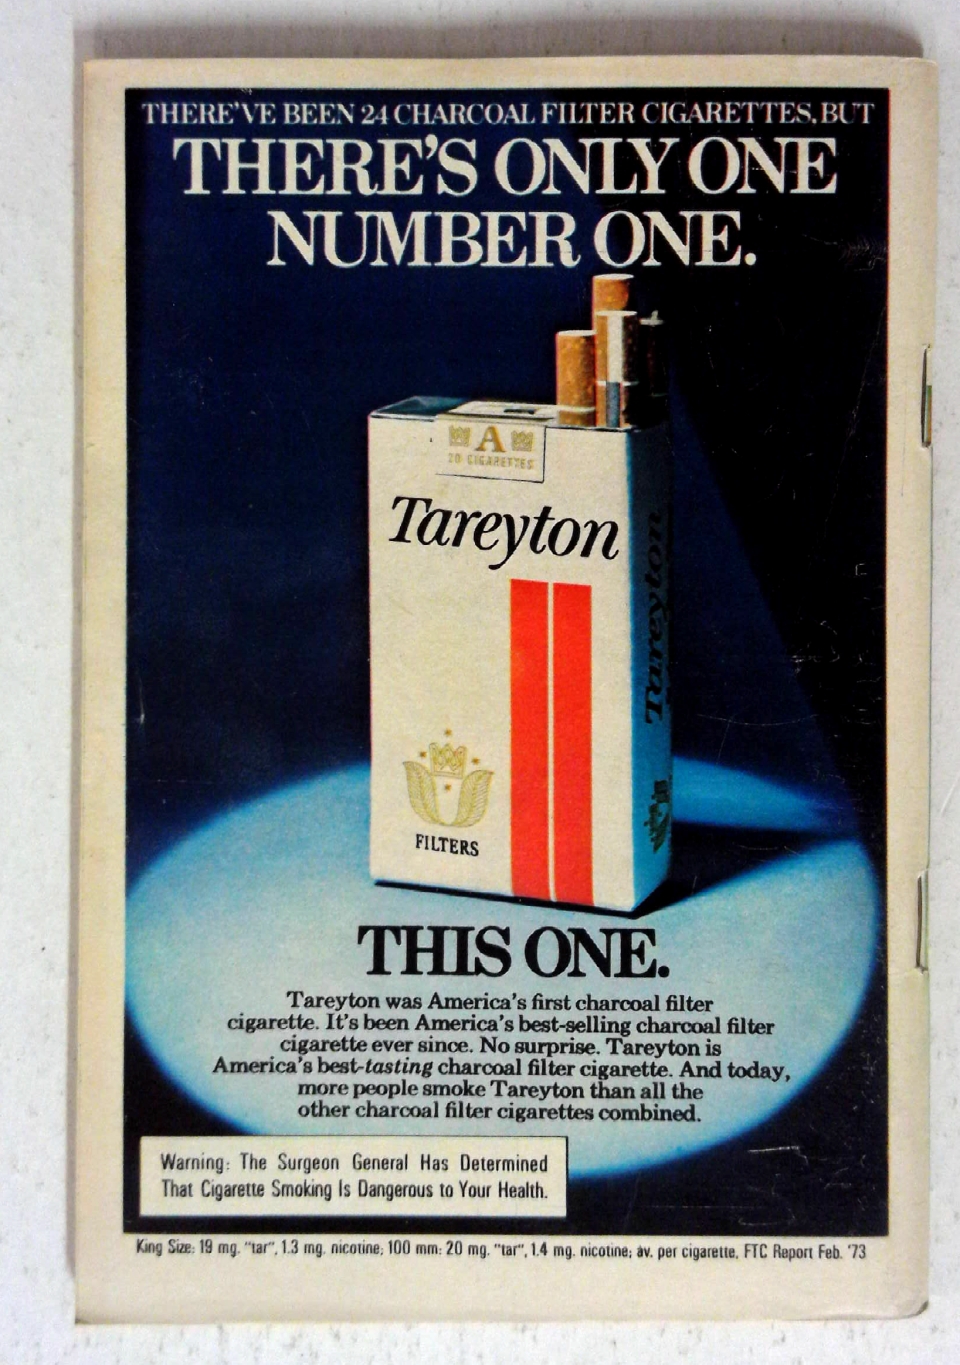 THERE'VE BEEN 24 CHARCOAL FILTER CIGARETTES, BUT
THERE'S ONLY ONE
NUMBER ONE.
A
20 CIGARETTES
Tareyton
Tareyton
FILTERS
THIS ONE.
Tareyton was America's first charcoal filter
cigarette. It's been America's best-selling charcoal filter
cigarette ever since. No surprise. Tareyton is
America's best-tasting charcoal filter cigarette. And today,
more people smoke Tareyton than all the
other charcoal filter cigarettes combined.
Warning: The Surgeon General Has Determined
That Cigarette Smoking Is Dangerous to Your Health.
King Size: 19 mg. "tar", 1.3 mg. nicotine; 100 mm: 20 mg. "tar", 1.4 mg. nicotine; av. per cigarette, FTC Report Feb. '73